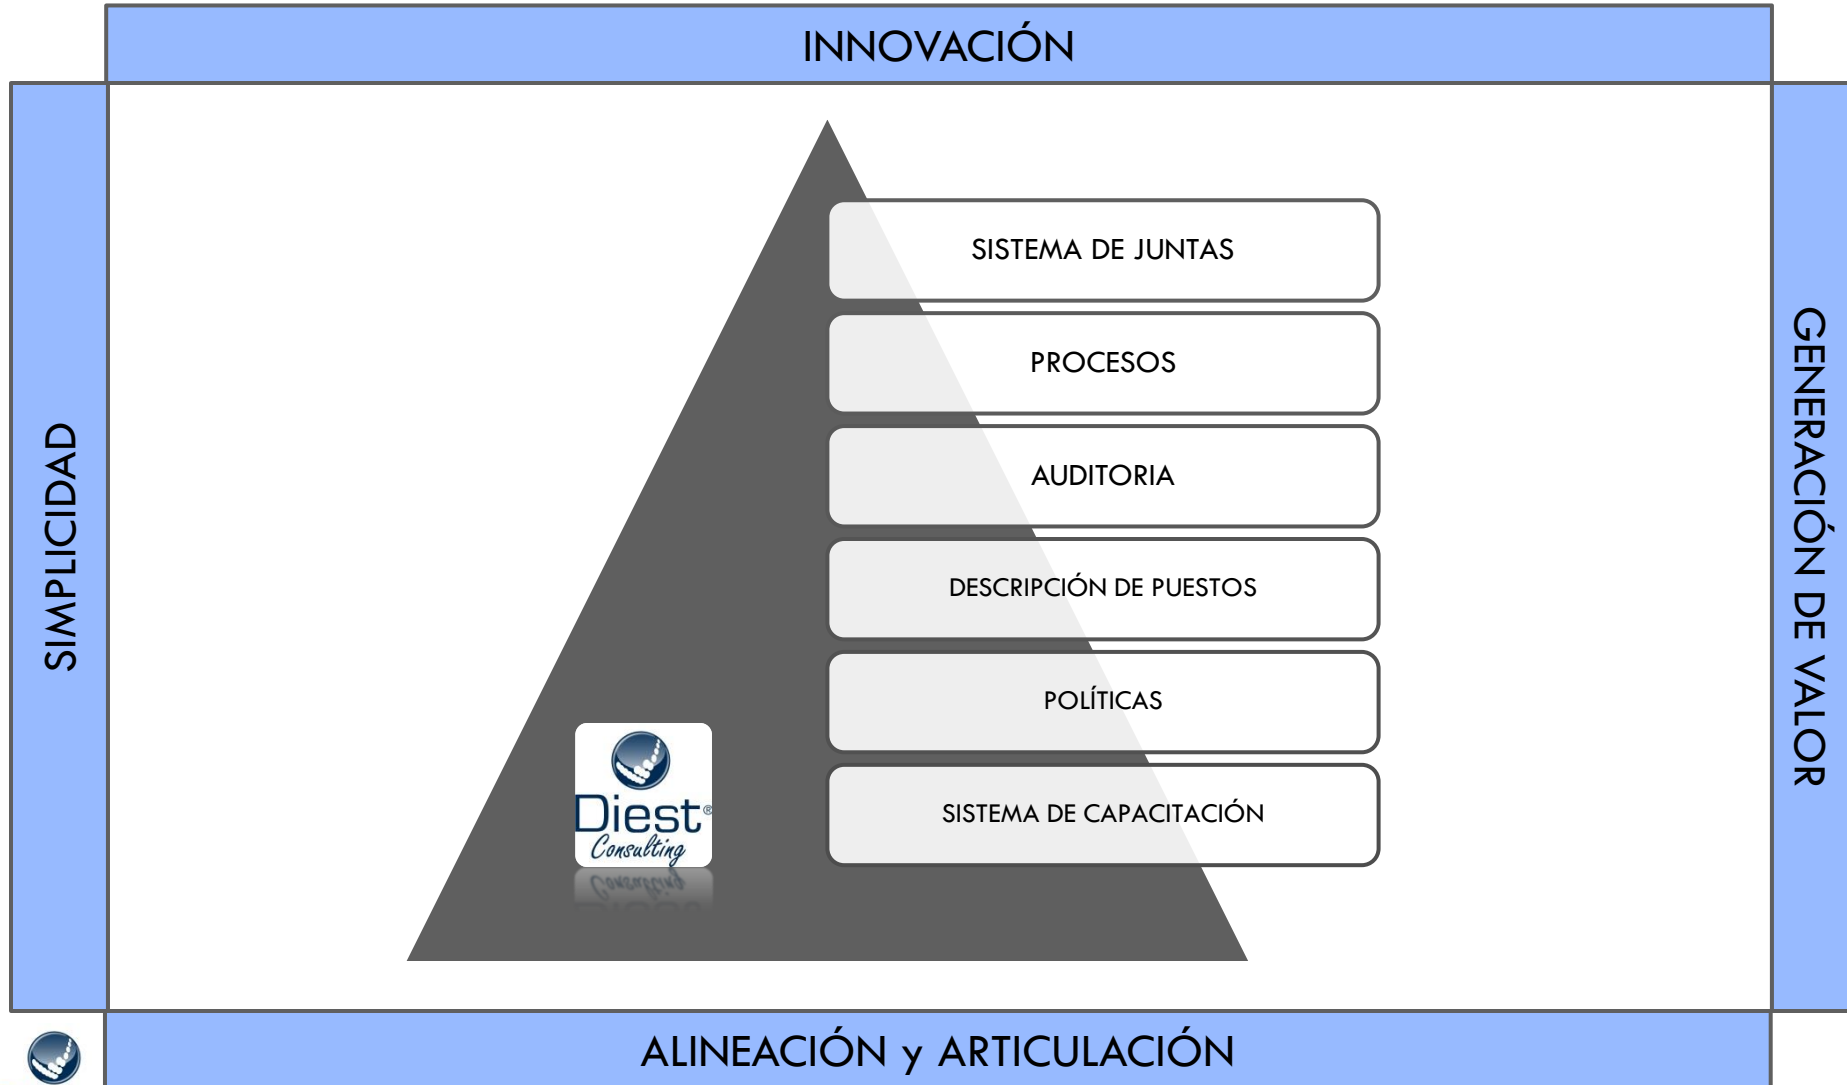 INNOVACIÓN
SIMPLICIDAD
SISTEMA DE JUNTAS
PROCESOS
AUDITORIA
DESCRIPCIÓN DE PUESTOS
POLÍTICAS
SISTEMA DE CAPACITACIÓN
Diest®
Consulting
GENERACIÓN DE VALOR
ALINEACIÓN y ARTICULACIÓN